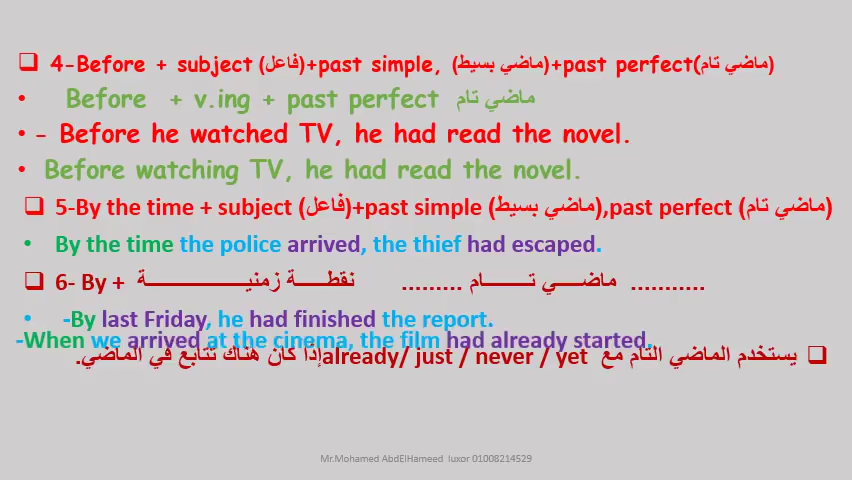 4-Before + subject (فاعل)+past simple, (ماضي بسيط)+past perfect(ماضي تام)
Before + v.ing + past perfect ماضي تام
- Before he watched TV, he had read the novel.
Before watching TV, he had read the novel.
5-By the time + subject (فاعل)+past simple (ماضي بسيط),past perfect (ماضي تام)
By the time the police arrived, the thief had escaped.
6- By + نقطـــــة زمنيـــــــــــــــــة ......... ماضـــــي تـــــــــام ...........
-By last Friday, he had finished the report.
-When we arrived at the cinema, the film had already started.
يستخدم الماضي التام مع already/ just / never / yet إذا كان هناك تتابع في الماضي.
Mr.Mohamed AbdElHameed luxor 01008214529